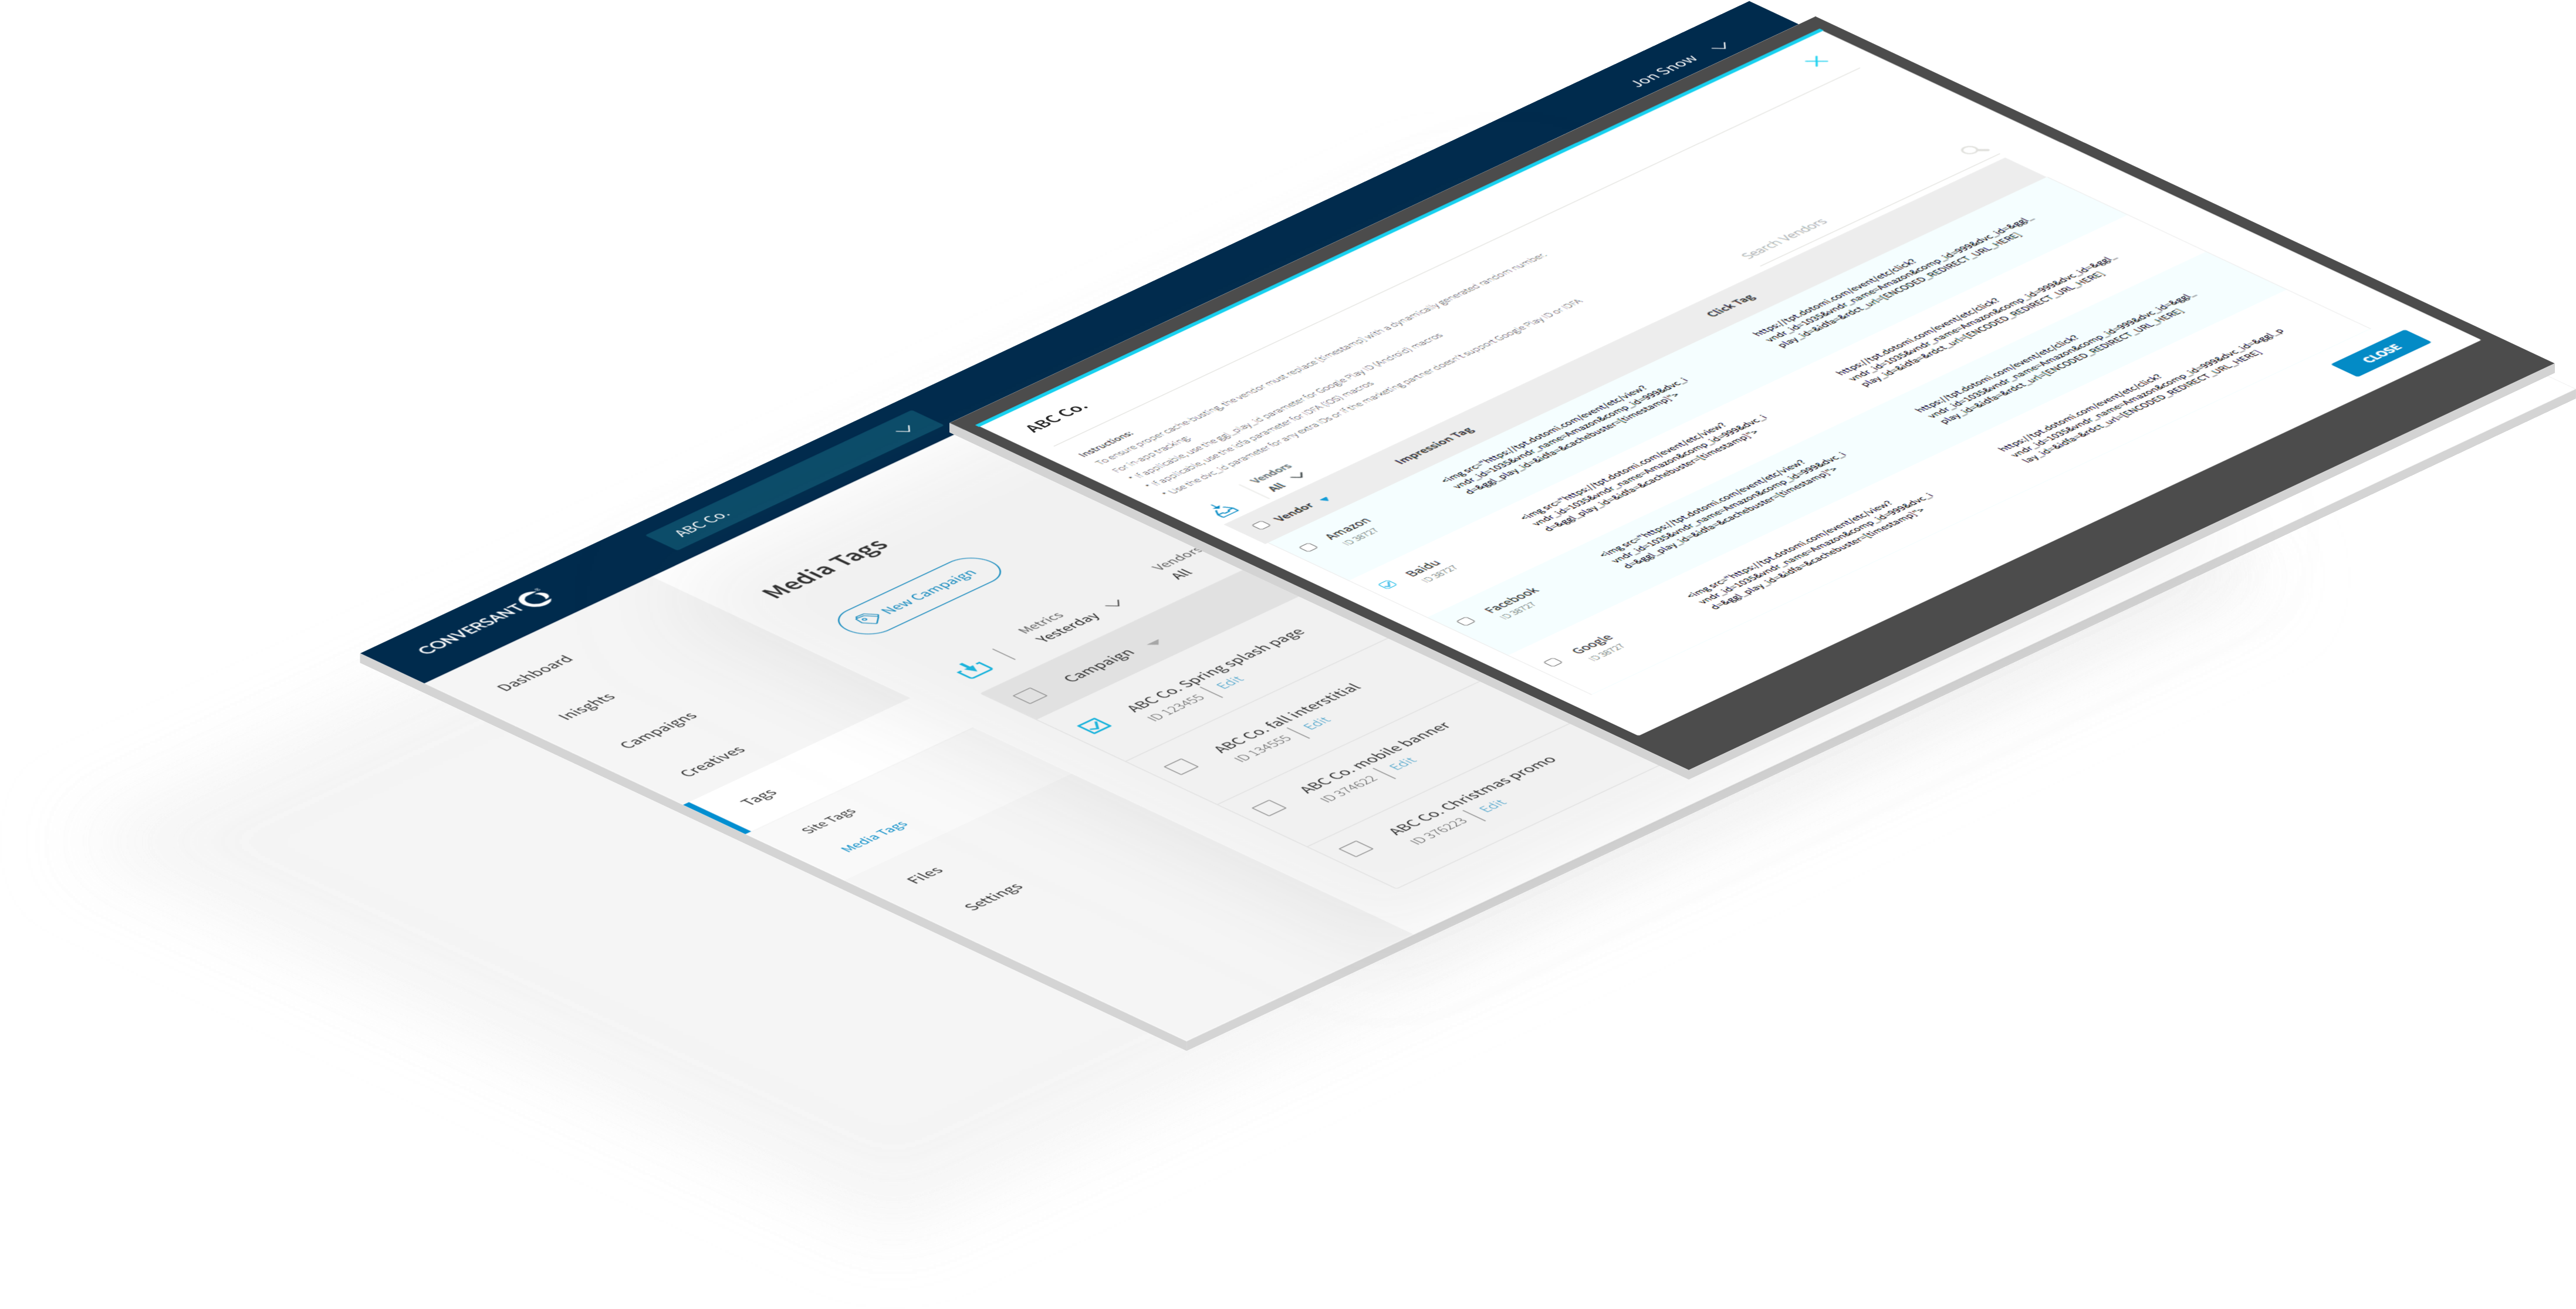 CONVERSANT
ABC Co.
Jon Snow
Dashboard
Inisghts
Campaigns
Creatives
Tags
Site Tags
Media Tags
Files
Settings
Media Tags
New Campaign
Metrics
Yesterday
Vendors
All
Campaign
ABC Co. Spring splash page
ID 123455 | Edit
ABC Co. fall interstitial
ID 134555 | Edit
ABC Co. mobile banner
ID 374622 | Edit
ABC Co. Christmas promo
ID 376223 | Edit
ABC Co.
Instructions:
To ensure proper cache-busting, the vendor must replace [timestamp] with a dynamically generated random number.
For in-app tracking:
• If applicable, use the ggl_play_id parameter for Google Play ID (Android) macros
• If applicable, use the idfa parameter for IDFA (iOS) macros
• Use the dvc_id parameter for any extra IDs or if the marketing partner doesn't support Google Play ID or IDFA
Vendors
All
Search Vendors
Vendor
Impression Tag
Click Tag
Amazon
ID 38727
<img src="https://tpt.dotomi.com/event/etc/view?
vndr_id=1035&vndr_name=Amazon&comp_id=999&dvc_i
d=&ggl_play_id=&idfa=&cachebuster=[timestamp]">
https://tpt.dotomi.com/event/etc/click?
vndr_id=1035&vndr_name=Amazon&comp_id=999&dvc_id=&ggl_
play_id=&idfa=&rdct_url=[ENCODED_REDIRECT_URL_HERE]
Baidu
ID 38727
<img src="https://tpt.dotomi.com/event/etc/view?
vndr_id=1035&vndr_name=Amazon&comp_id=999&dvc_i
d=&ggl_play_id=&idfa=&cachebuster=[timestamp]">
https://tpt.dotomi.com/event/etc/click?
vndr_id=1035&vndr_name=Amazon&comp_id=999&dvc_id=&ggl_
play_id=&idfa=&rdct_url=[ENCODED_REDIRECT_URL_HERE]
Facebook
ID 38727
<img src="https://tpt.dotomi.com/event/etc/view?
vndr_id=1035&vndr_name=Amazon&comp_id=999&dvc_i
d=&ggl_play_id=&idfa=&cachebuster=[timestamp]">
https://tpt.dotomi.com/event/etc/click?
vndr_id=1035&vndr_name=Amazon&comp_id=999&dvc_id=&ggl_
play_id=&idfa=&rdct_url=[ENCODED_REDIRECT_URL_HERE]
Google
ID 38727
<img src="https://tpt.dotomi.com/event/etc/view?
vndr_id=1035&vndr_name=Amazon&comp_id=999&dvc_i
d=&ggl_play_id=&idfa=&cachebuster=[timestamp]">
https://tpt.dotomi.com/event/etc/click?
vndr_id=1035&vndr_name=Amazon&comp_id=999&dvc_id=&ggl_p
lay_id=&idfa=&rdct_url=[ENCODED_REDIRECT_URL_HERE]
CLOSE